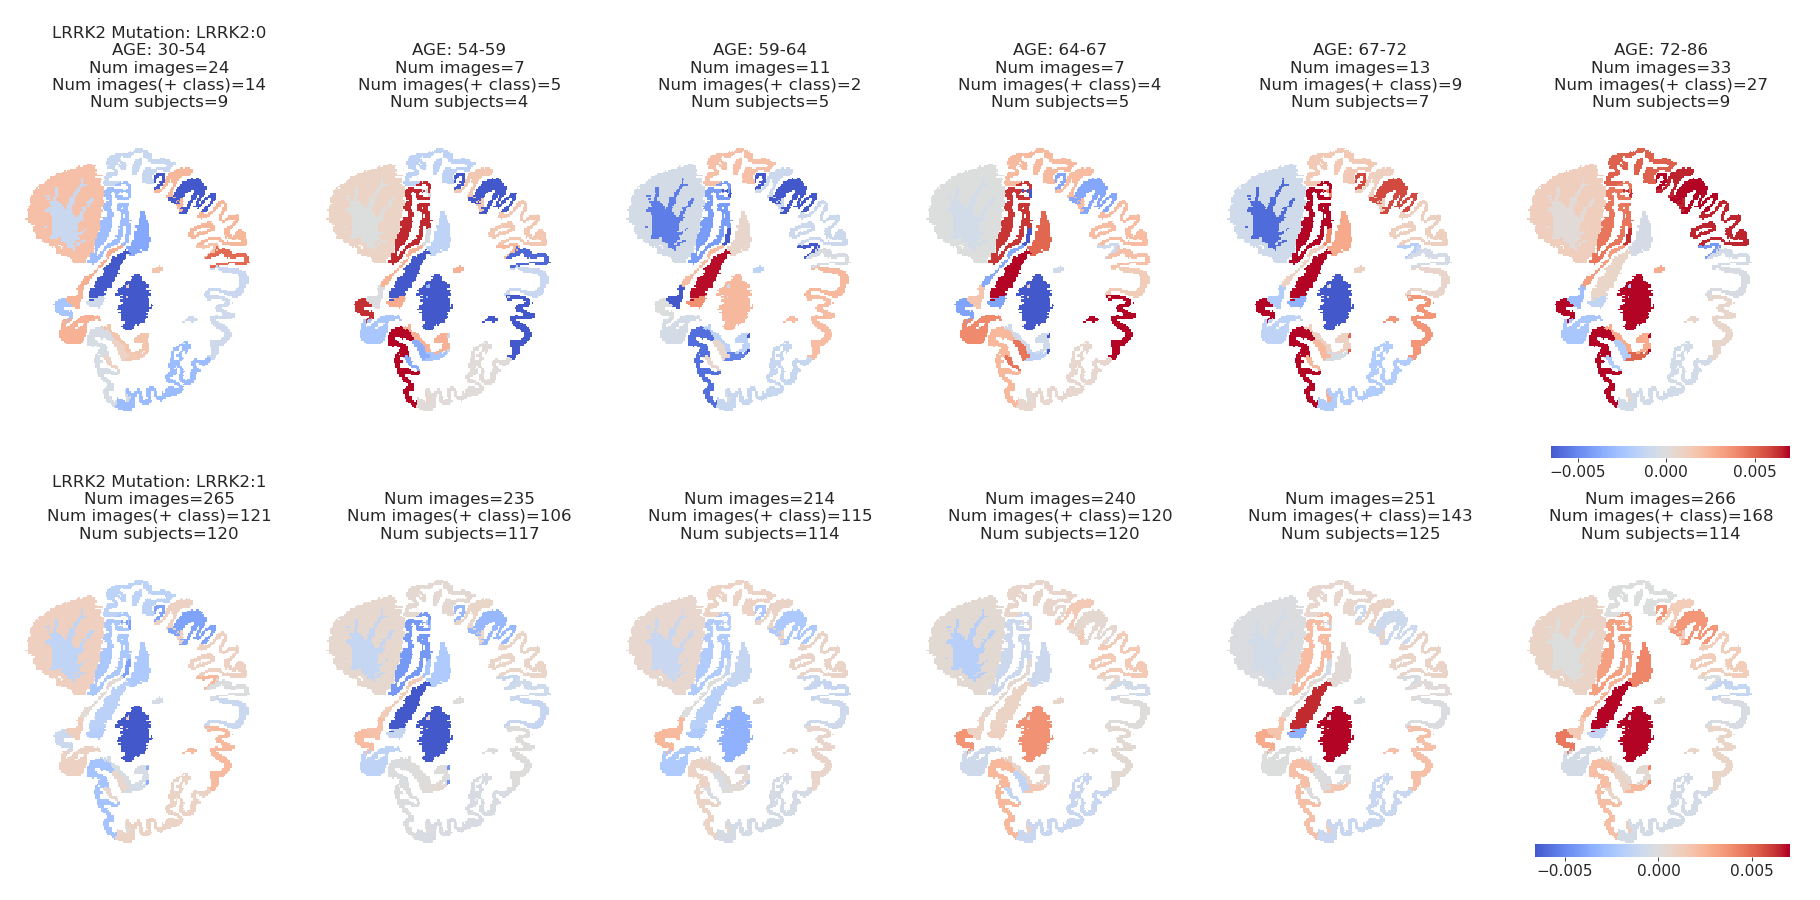 LRRK2 Mutation: LRRK2:0
AGE: 30-54
Num images=24
Num images(+ class)=14
Num subjects=9
AGE: 54-59
Num images=7
Num images(+ class)=5
Num subjects=4
AGE: 59-64
Num images=11
Num images(+ class)=2
Num subjects=5
AGE: 64-67
Num images=7
Num images(+ class)=4
Num subjects=5
AGE: 67-72
Num images=13
Num images(+ class)=9
Num subjects=7
AGE: 72-86
Num images=33
Num images(+ class)=27
Num subjects=9
−0.005 0.000 0.005
LRRK2 Mutation: LRRK2:1
Num images=265
Num images(+ class)=121
Num subjects=120
Num images=235
Num images(+ class)=106
Num subjects=117
Num images=214
Num images(+ class)=115
Num subjects=114
Num images=240
Num images(+ class)=120
Num subjects=120
Num images=251
Num images(+ class)=143
Num subjects=125
Num images=266
Num images(+ class)=168
Num subjects=114
−0.005 0.000 0.005